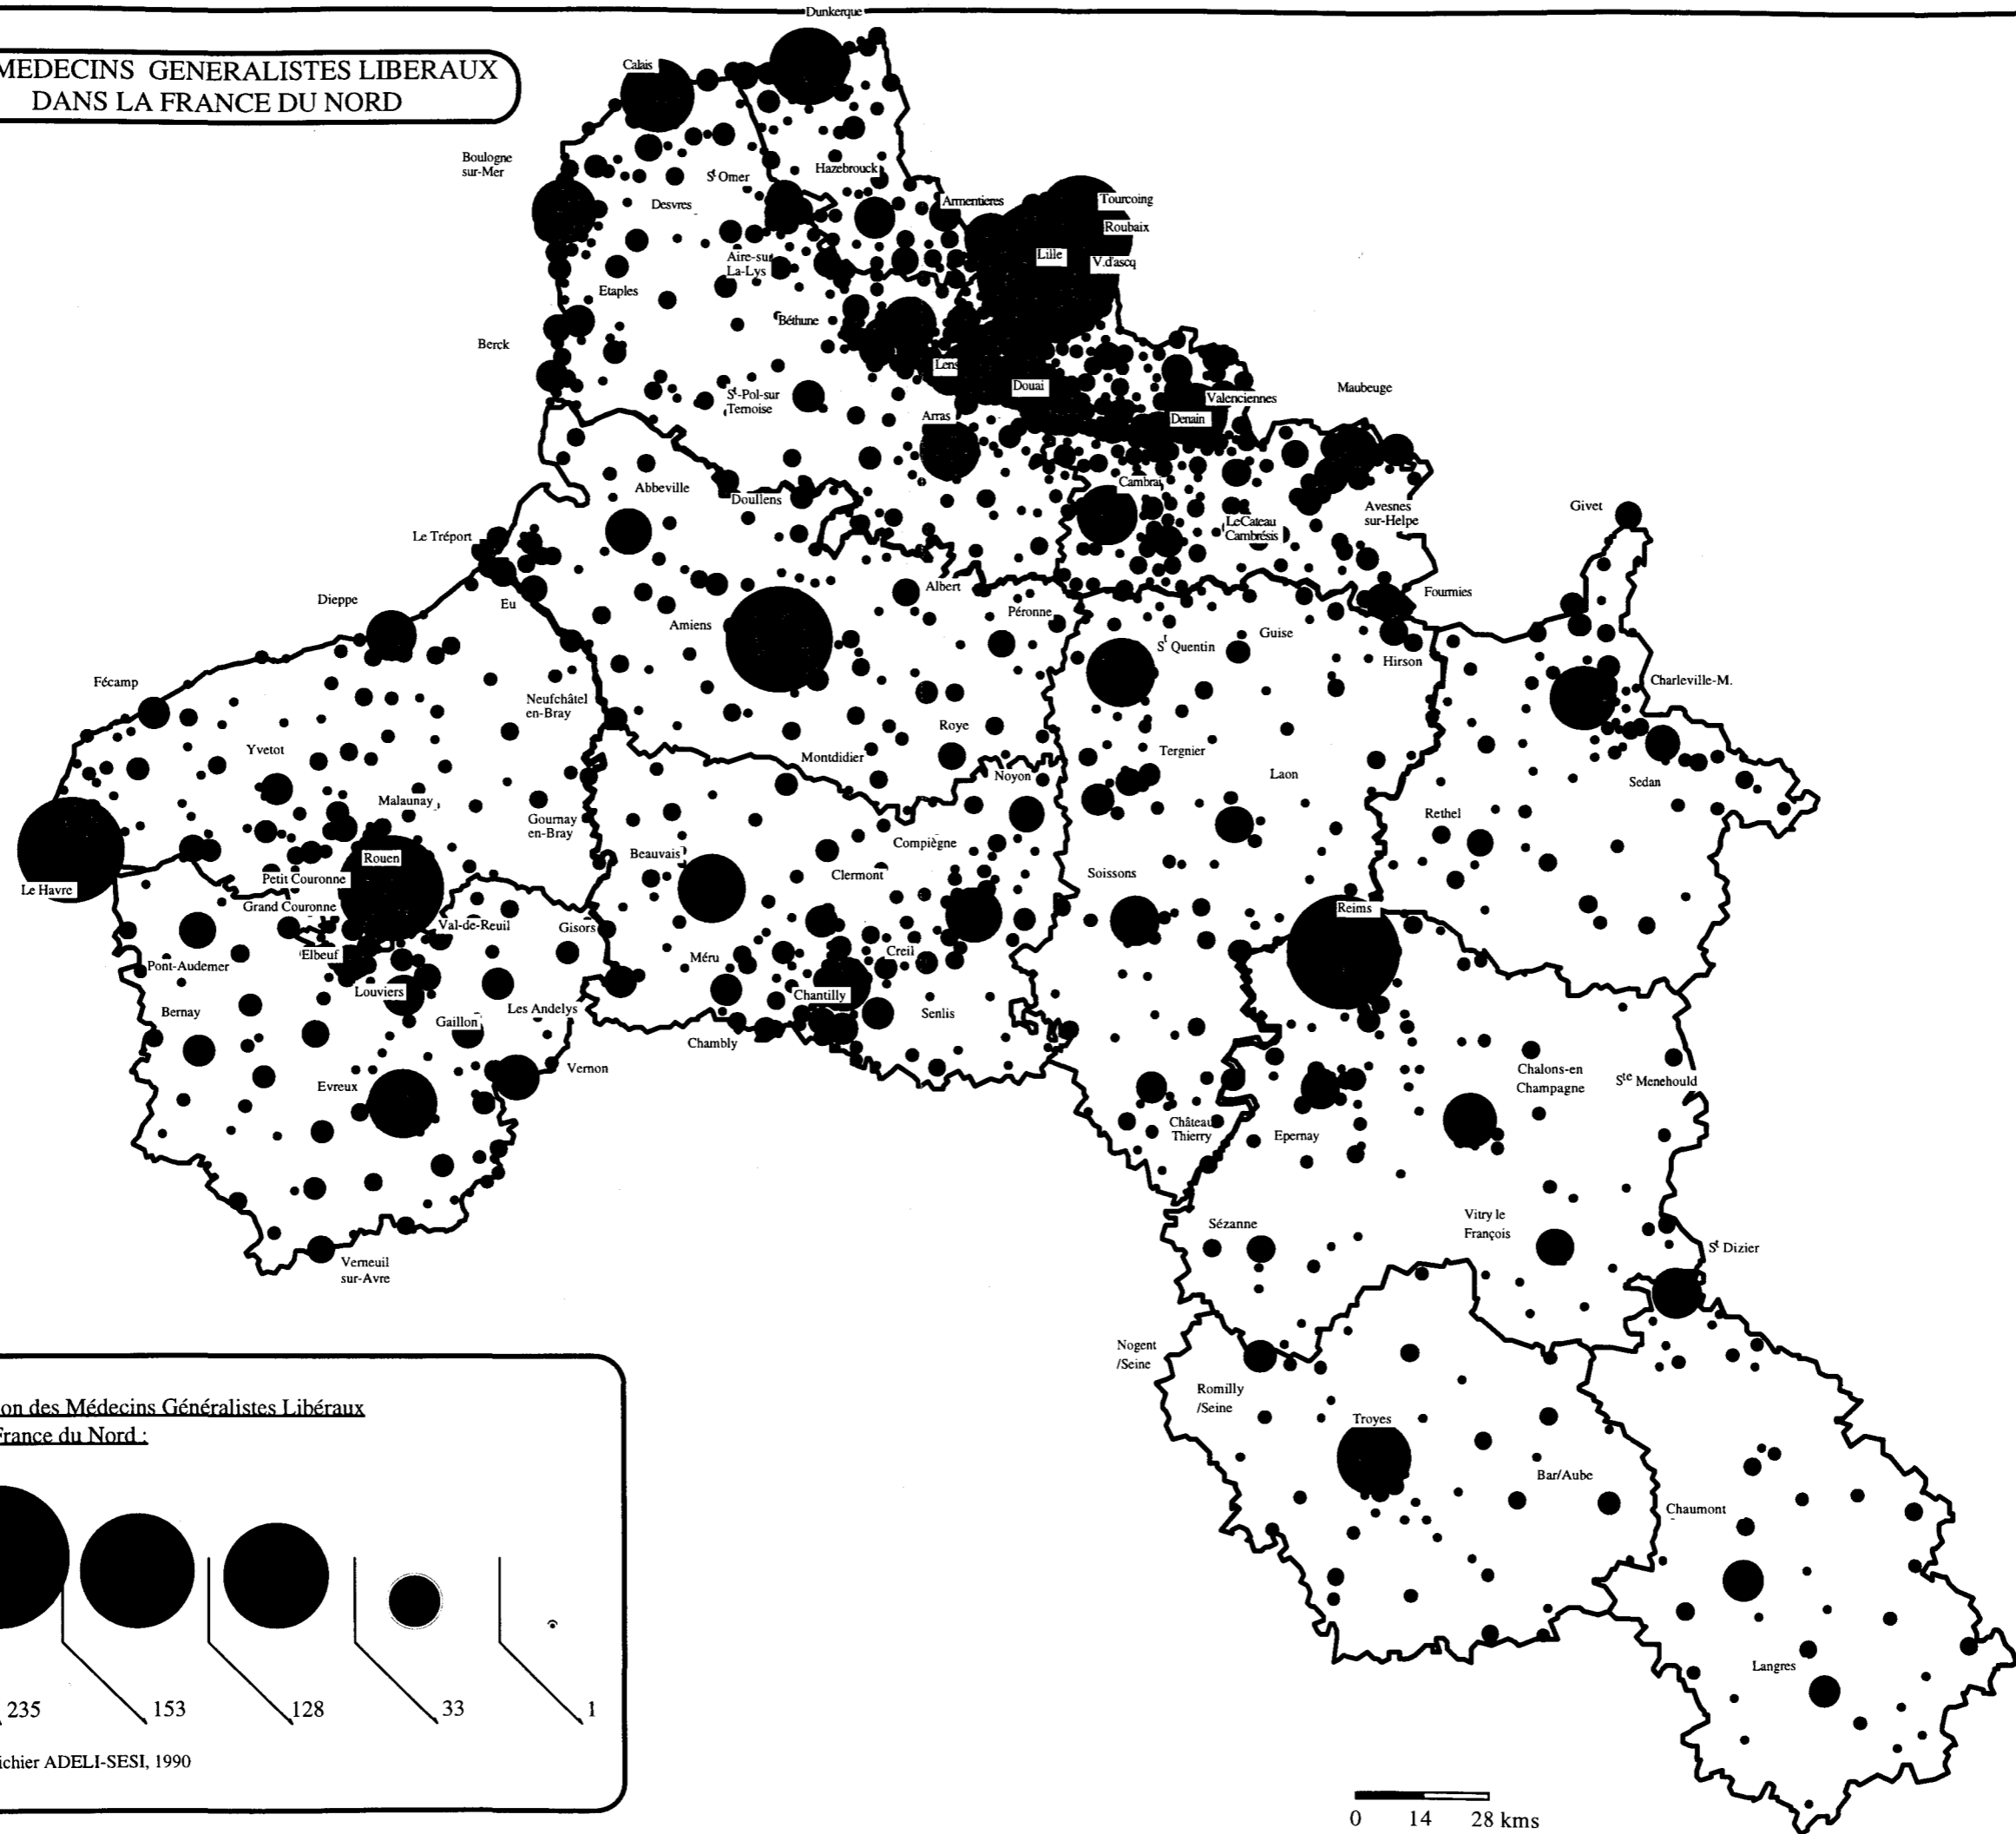 MEDECINS GENERALISTES LIBERAUX
DANS LA FRANCE DU NORD
Dunkerque
Calais
Boulogne
sur-Mer
Hazebrouck
St Omer
Desvres
Armentieres
Tourcoing
Roubaix
Lille
V.d'ascq
Aire-sur
La-Lys
Etaples
Béthune
Berck
Lens
Douai
Maubeuge
St-Pol-sur
Ternoise
Valenciennes
Arras
Denain
Abbeville
Doullens
Cambrai
Givet
Avesnes
sur-Helpe
Le Cateau
Cambrésis
Le Tréport
Albert
Fourmies
Dieppe
Eu
Péronne
Amiens
St Quentin
Guise
Hirson
Charleville-M.
Fécamp
Neufchâtel
en-Bray
Roye
Yvetot
Montdidier
Tergnier
Noyon
Laon
Sedan
Malaunay
Gournay
en-Bray
Rethel
Compiègne
Beauvais
Rouen
Clermont
Soissons
Le Havre
Petit Couronne
Grand Couronne
Reims
Val-de-Reuil
Gisors
Elbeuf
Creil
Méru
Pont-Audemer
Louviers
Chantilly
Les Andelys
Bernay
Gaillon
Senlis
Chambly
Vernon
Chalons-en
Champagne
Ste Menehould
Evreux
Château
Thierry
Epernay
Sézanne
Vitry le
François
St Dizier
Verneuil
sur-Avre
Nogent
/Seine
Romilly
/Seine
Troyes
Bar/Aube
Chaumont
Langres
on des Médecins Généralistes Libéraux
France du Nord :
235 153 128 33 1
ichier ADELI-SESI, 1990
0 14 28 kms